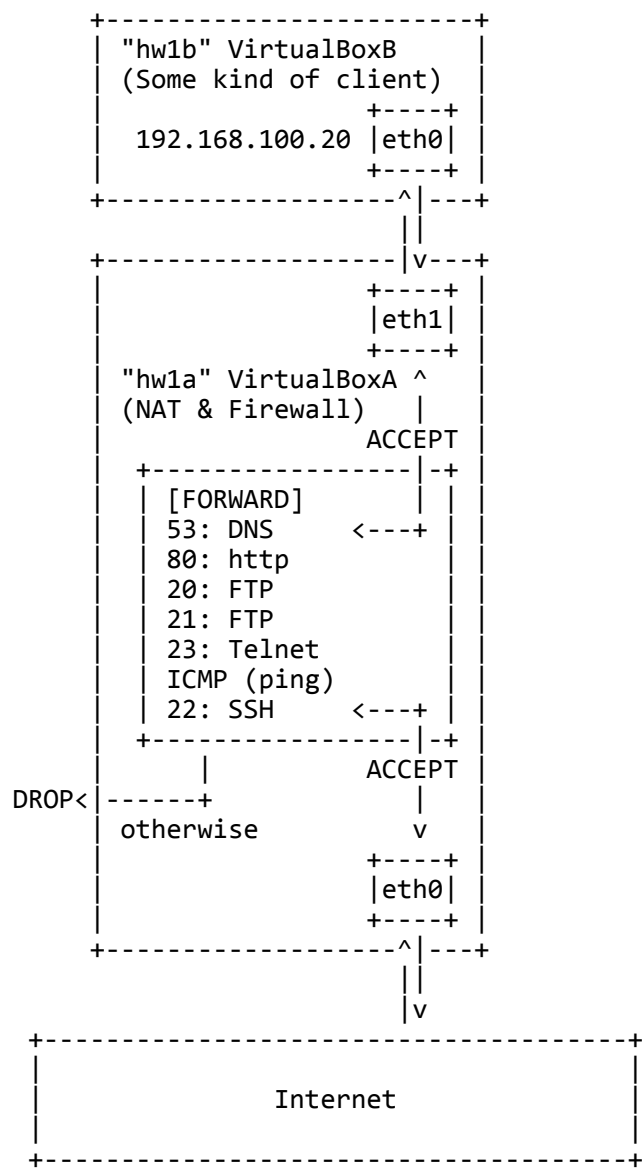 "hw1b" VirtualBoxB
(Some kind of client)
192.168.100.20 |eth0|
|eth1|
"hw1a" VirtualBoxA
(NAT & Firewall)
ACCEPT
[FORWARD]
53: DNS
80: http
20: FTP
21: FTP
23: Telnet
ICMP (ping)
22: SSH
ACCEPT
DROP<
otherwise
|eth0|
Internet